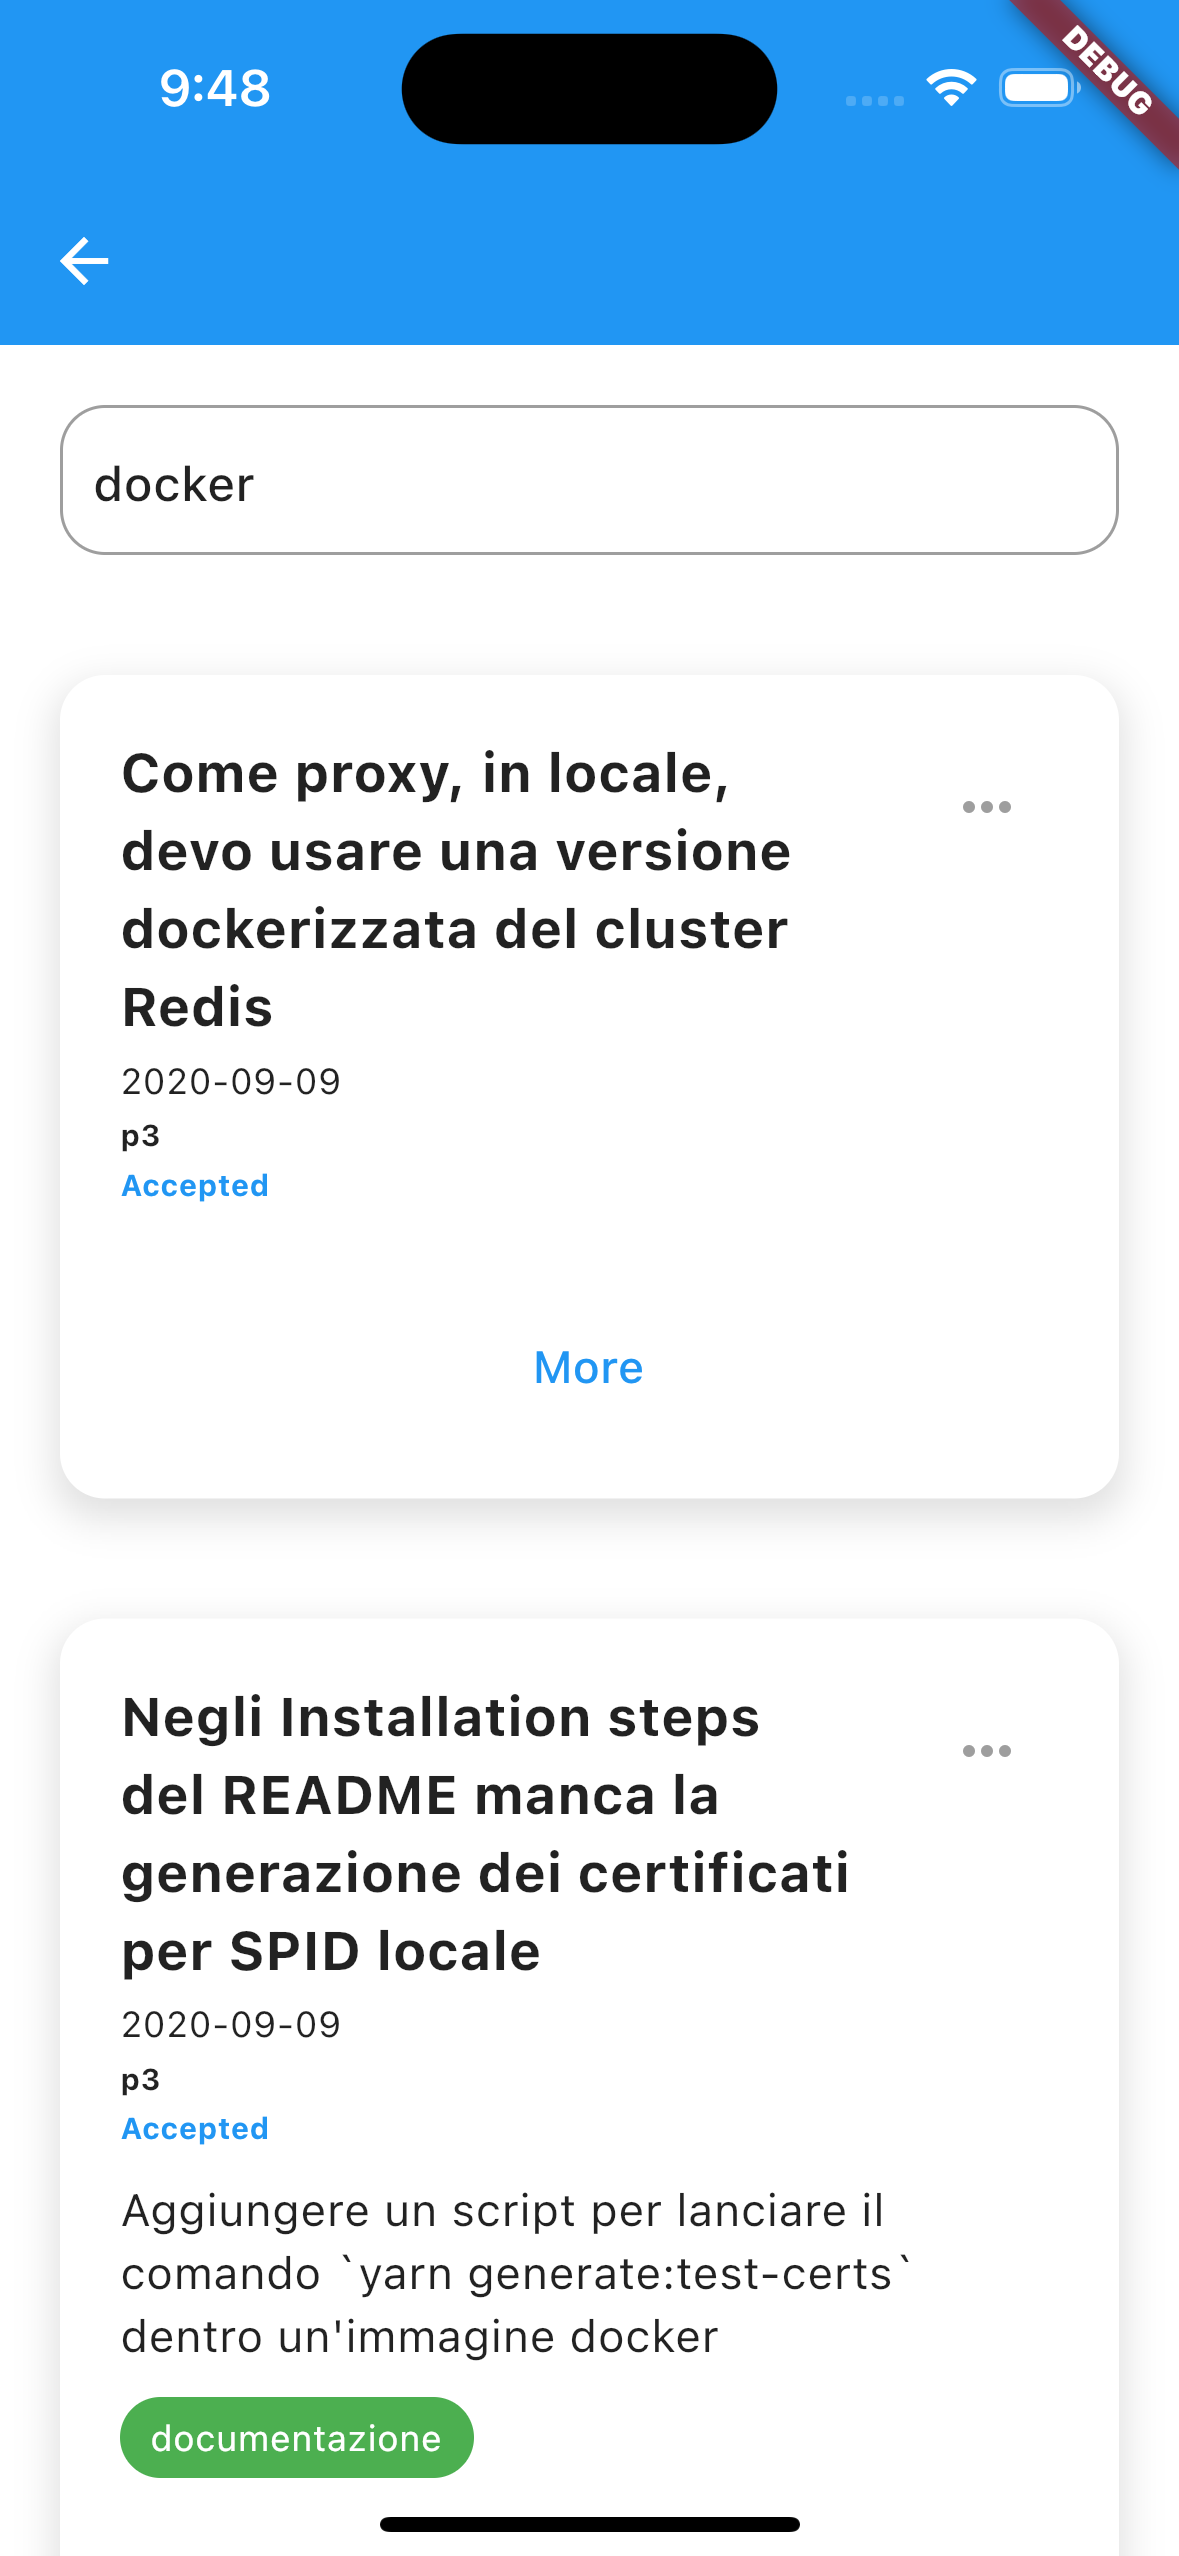 9:48
DEBUG
docker
Come proxy, in locale,
devo usare una versione
dockerizzata del cluster
Redis
2020-09-09
p3
Accepted
More
Negli Installation steps
del README manca la
generazione dei certificati
per SPID locale
2020-09-09
p3
Accepted
Aggiungere un script per lanciare il
comando `yarn generate:test-certs`
dentro un'immagine docker
documentazione